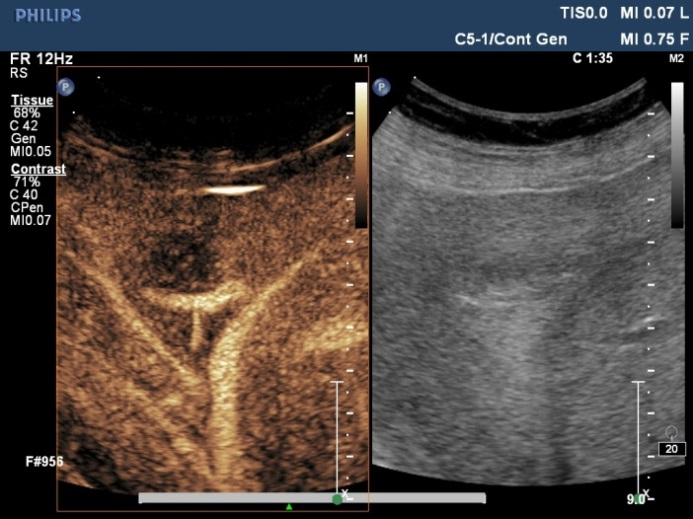 PHILIPS
TIS0.0 MI 0.07 L
C5-1/Cont Gen MI 0.75 F
FR 12Hz
RS
M1
C 1:35
M2
P
P
Tissue
68%
C 42
Gen
MI0.05
Contrast
71%
C 40
CPen
MI0.07
20
F#956
X
9.0
X